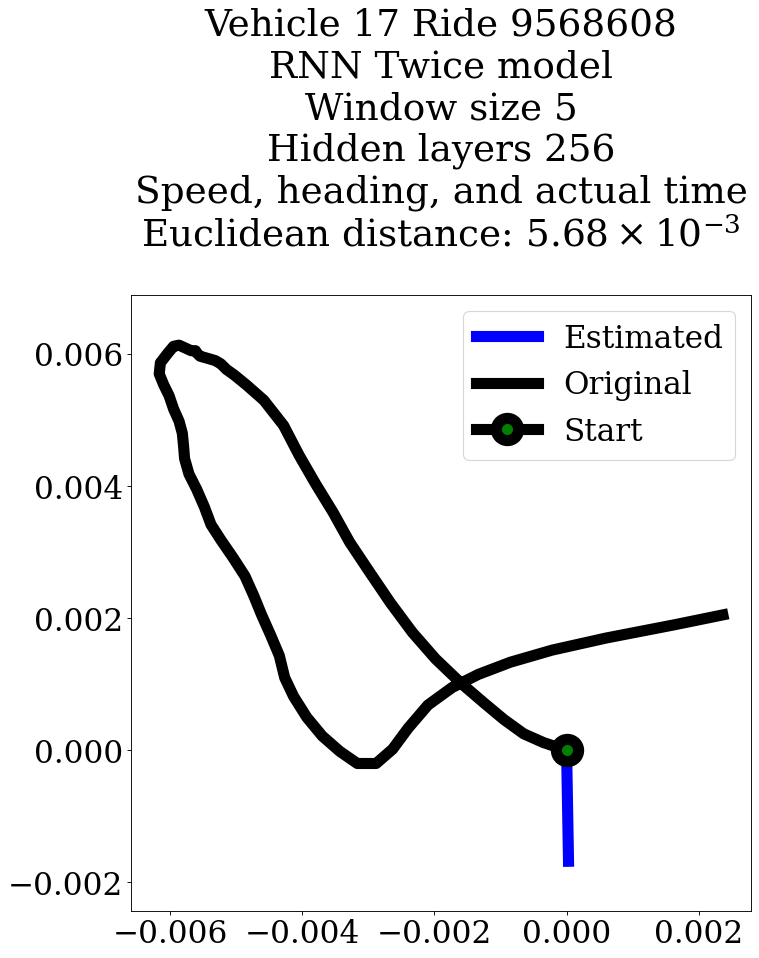 Vehicle 17 Ride 9568608
RNN Twice model
Window size 5
Hidden layers 256
Speed, heading, and actual time
Euclidean distance: 5.68 × 10⁻³
Estimated
Original
Start
0.006
0.004
0.002
0.000
−0.002
−0.006 −0.004 −0.002 0.000 0.002